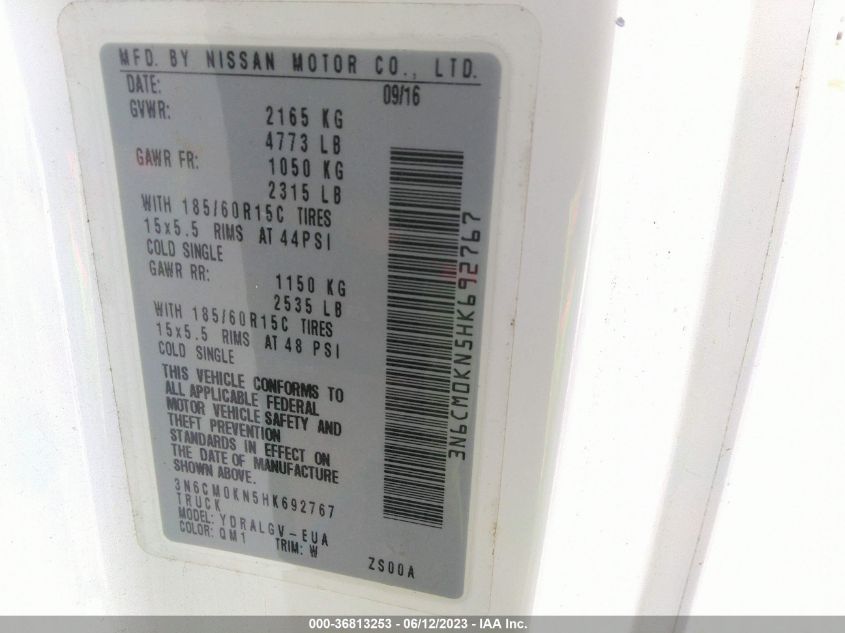 MFD. BY NISSAN MOTOR CO., LTD.
DATE: 09/16
GVWR: 2165 KG
4773 LB
GAWR FR: 1050 KG
2315 LB
WITH 185/60R15C TIRES
15x5.5 RIMS AT 44PSI
COLD SINGLE
GAWR RR: 1150 KG
2535 LB
WITH 185/60R15C TIRES
15x5.5 RIMS AT 48 PSI
COLD SINGLE
THIS VEHICLE CONFORMS TO
ALL APPLICABLE FEDERAL
MOTOR VEHICLE SAFETY AND
THEFT PREVENTION
STANDARDS IN EFFECT ON
THE DATE OF MANUFACTURE
SHOWN ABOVE.
3N6CM0KN5HK692767
TRUCK
MODEL: YDRALGV-EUA
COLOR: QM1 TRIM: W
ZS00A
3N6CM0KN5HK692767
000-36813253 - 06/12/2023 - IAA Inc.